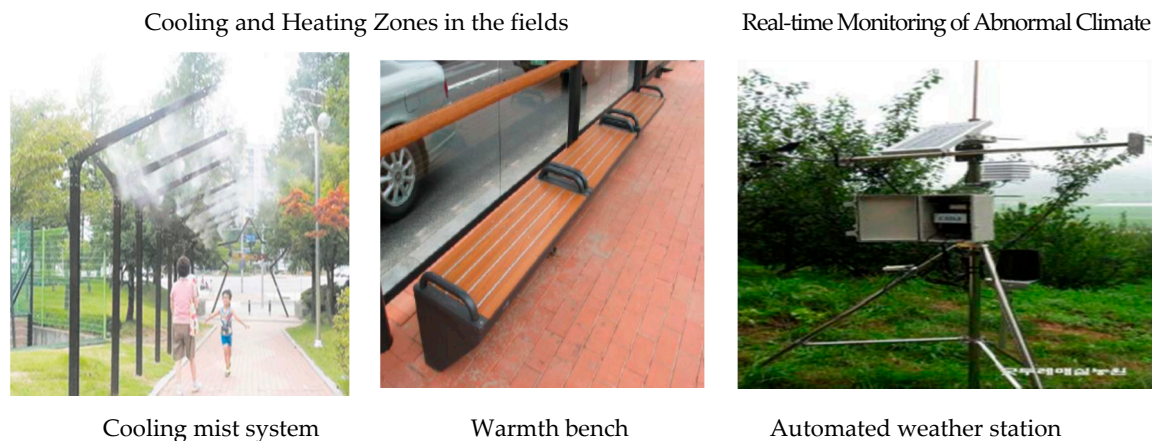 Cooling and Heating Zones in the fields
Real-time Monitoring of Abnormal Climate
Cooling mist system
Warmth bench
Automated weather station